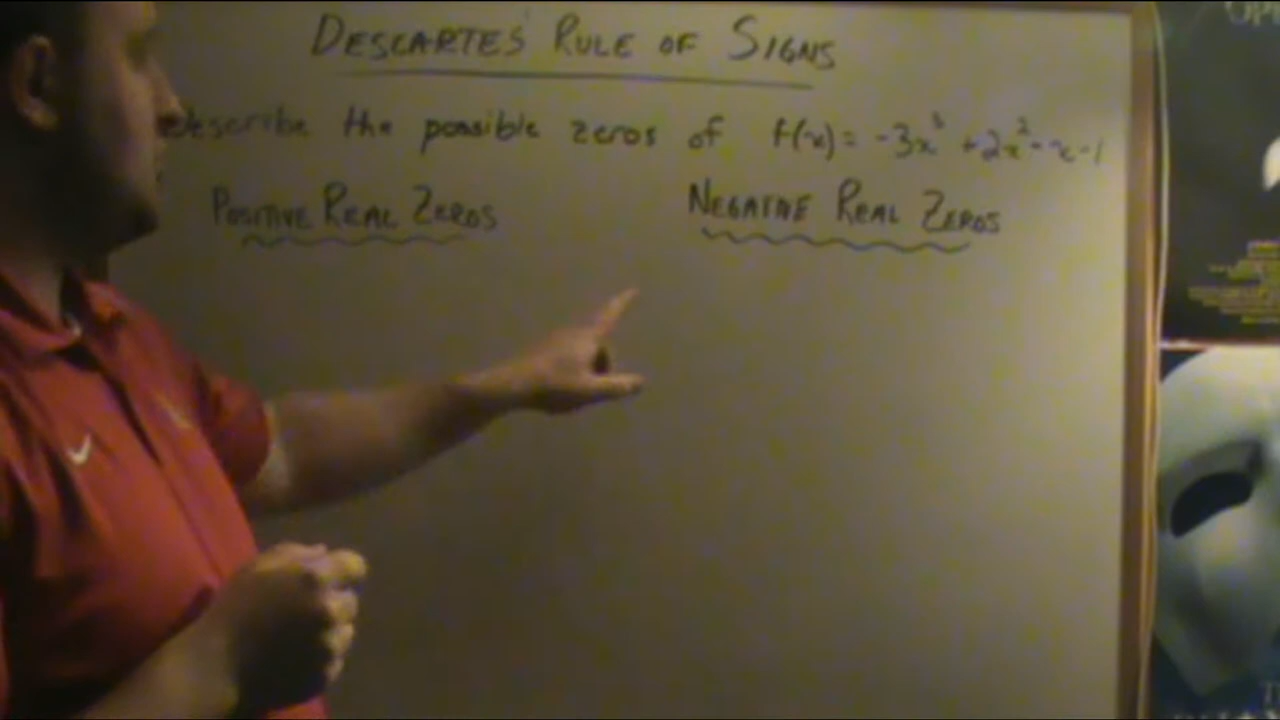 DESCARTES' RULE OF SIGNS
Describe the possible zeros of f(x) = -3x³ + 2x² - x - 1
POSITIVE REAL ZEROS
NEGATIVE REAL ZEROS